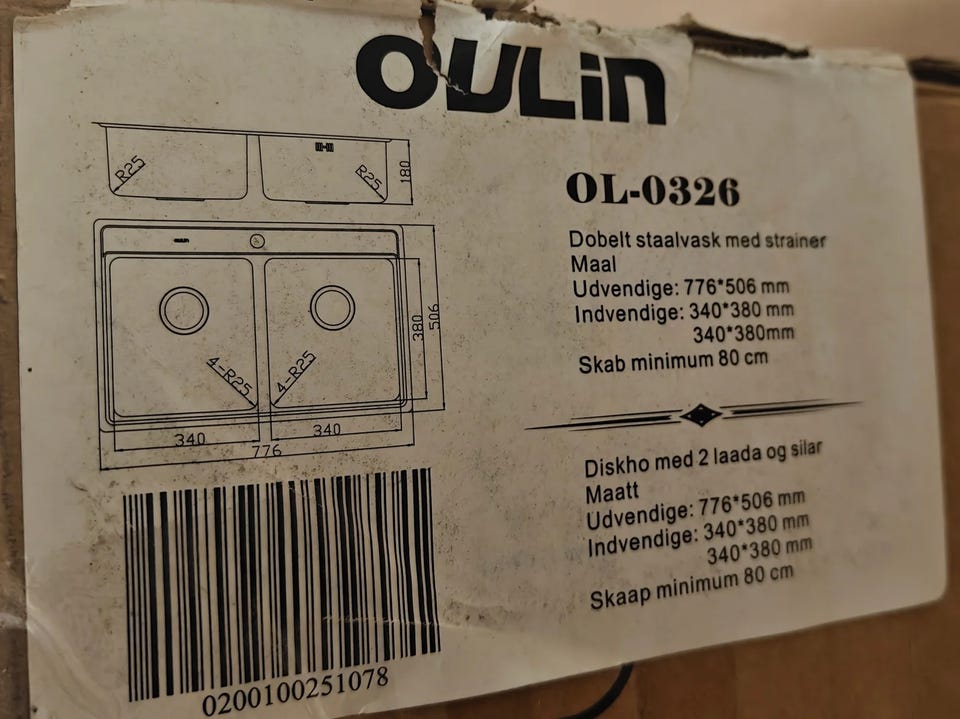 OULin
R25
R25
180
380
506
4-R25
4-R25
340
340
776
0200100251078
OL-0326
Dobelt staalvask med strainer
Maal
Udvendige: 776*506 mm
Indvendige: 340*380 mm
340*380mm
Skab minimum 80 cm
Diskho med 2 laada og silar
Maatt
Udvendige: 776*506 mm
Indvendige: 340*380 mm
340*380 mm
Skaap minimum 80 cm